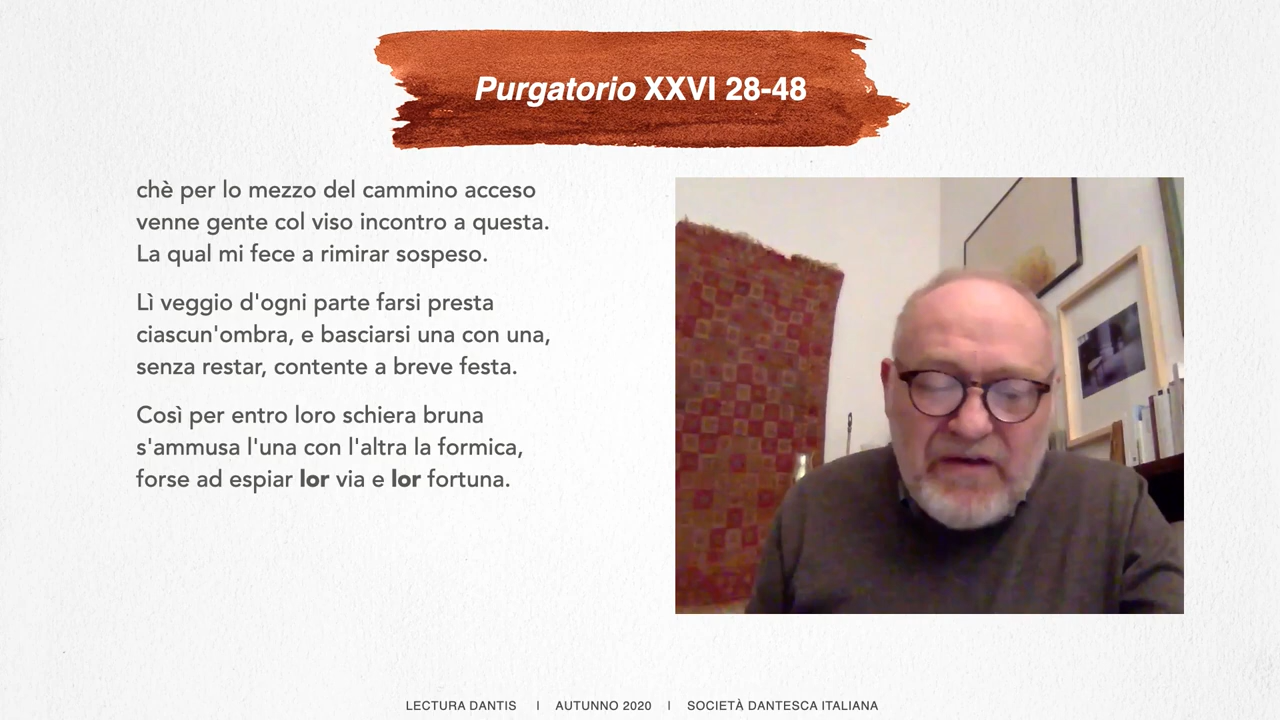 Purgatorio XXVI 28-48
chè per lo mezzo del cammino acceso
venne gente col viso incontro a questa.
La qual mi fece a rimirar sospeso.
Lì veggio d'ogni parte farsi presta
ciascun'ombra, e basciarsi una con una,
senza restar, contente a breve festa.
Così per entro loro schiera bruna
s'ammusa l'una con l'altra la formica,
forse ad espiar lor via e lor fortuna.
LECTURA DANTIS | AUTUNNO 2020 | SOCIETÀ DANTESCA ITALIANA